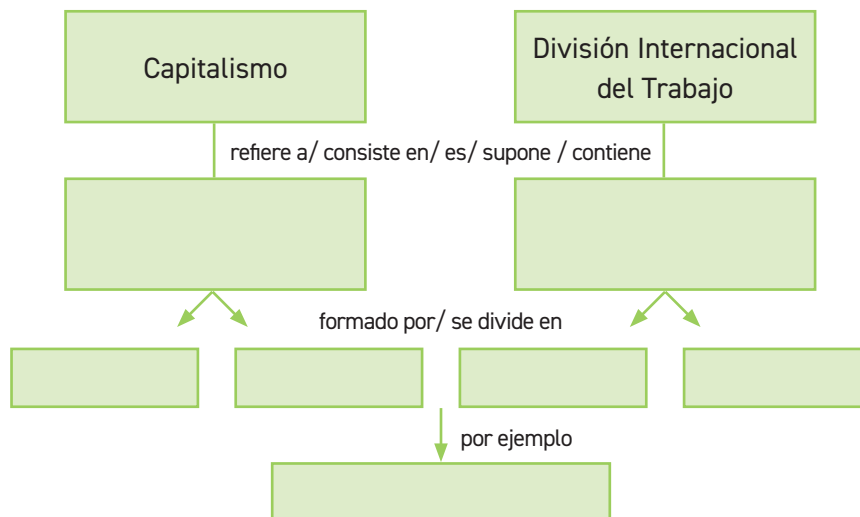 Capitalismo
División Internacional
del Trabajo
refiere a/ consiste en/ es/ supone / contiene
formado por/ se divide en
por ejemplo